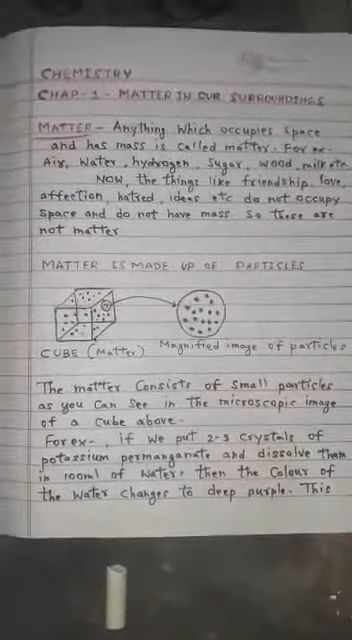 CHEMISTRY
CHAP-1 - MATTER IN OUR SURROUNDINGS
MATTER - Anything which occupies space
and has mass is called matter. For ex-
Air, Water, hydrogen, Sugar, wood, milk etc
NOW, the things like friendship, love,
affection, hatred, ideas etc do not occupy
Space and do not have mass so these are
not matter
MATTER IS MADE UP OF PARTICLES
CUBE (Matter) Magnified image of particles
The matter Consists of Small particles
as you Can See in the microscopic image
of a Cube above.
For ex-, if we put 2-3 crystals of
potassium permanganate and dissolve them
in 100ml of Water, then the Colour of
the Water changes to deep purple. This